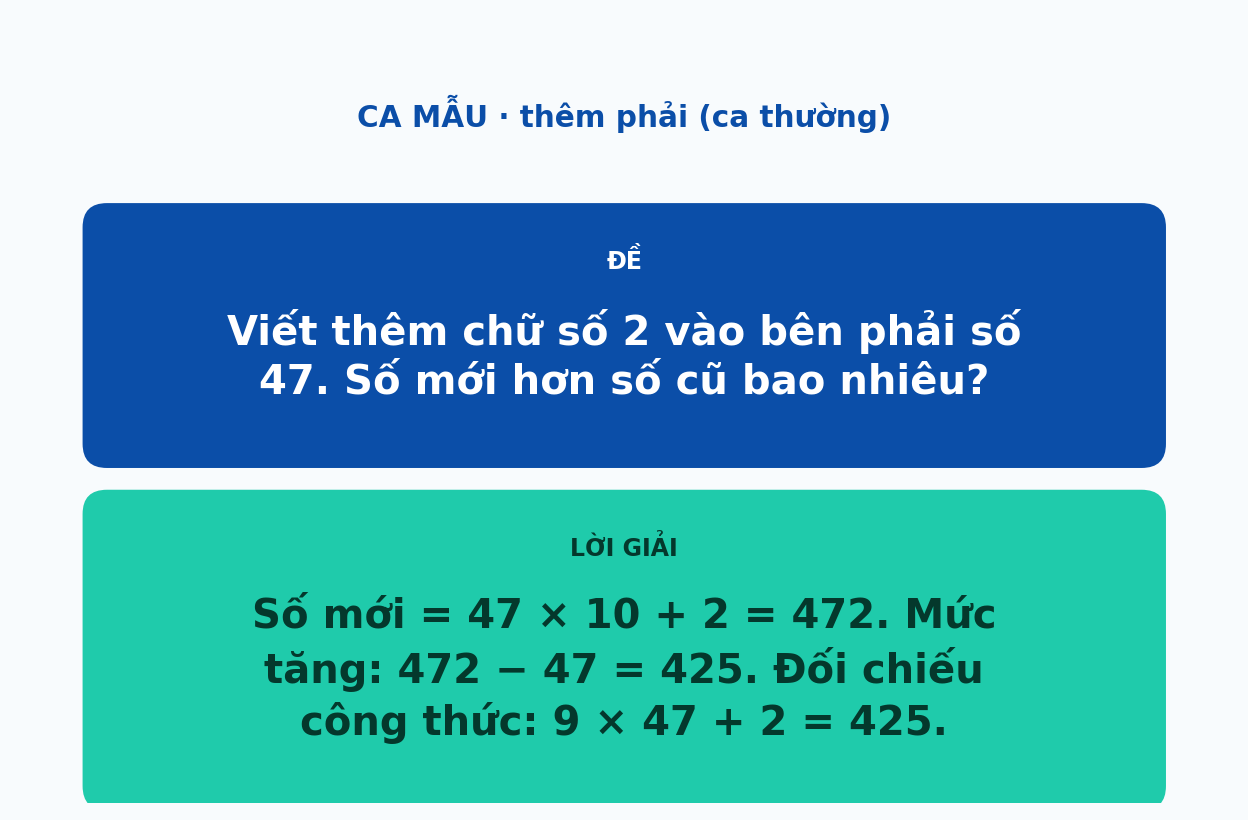 CA MẪU · thêm phải (ca thường)
ĐỀ
Viết thêm chữ số 2 vào bên phải số
47. Số mới hơn số cũ bao nhiêu?
LỜI GIẢI
Số mới = 47 × 10 + 2 = 472. Mức
tăng: 472 − 47 = 425. Đối chiếu
công thức: 9 × 47 + 2 = 425.